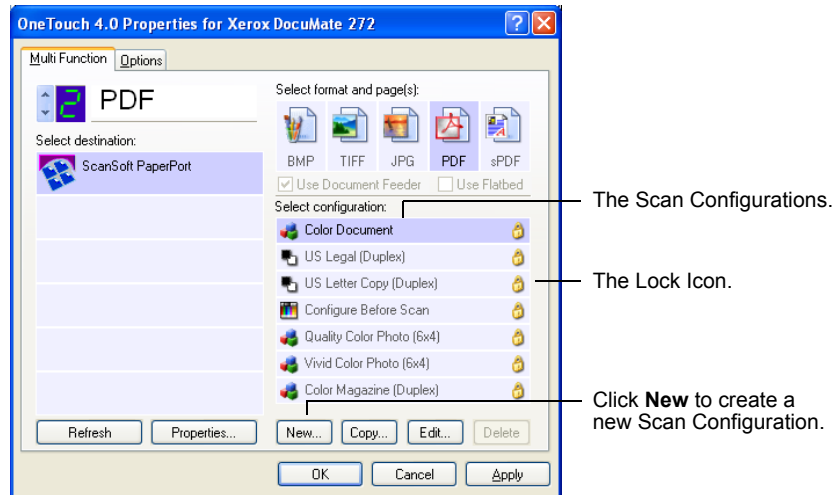 OneTouch 4.0 Properties for Xerox DocuMate 272
Multi Function
Options
2
PDF
Select destination:
ScanSoft PaperPort
Select format and page(s):
BMP
TIFF
JPG
PDF
sPDF
Use Document Feeder
Use Flatbed
Select configuration:
Color Document
US Legal (Duplex)
US Letter Copy (Duplex)
Configure Before Scan
Quality Color Photo (6x4)
Vivid Color Photo (6x4)
Color Magazine (Duplex)
Refresh
Properties...
New...
Copy...
Edit...
Delete
OK
Cancel
Apply
The Scan Configurations.
The Lock Icon.
Click New to create a
new Scan Configuration.